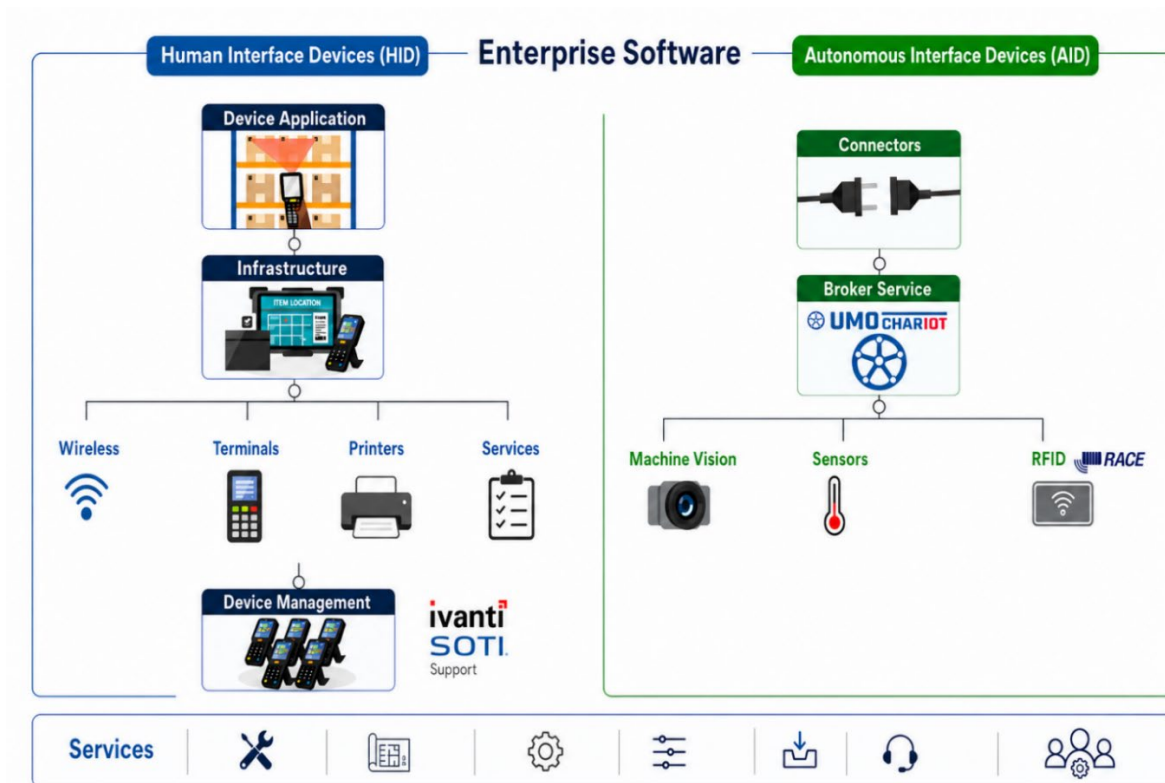 Human Interface Devices (HID)
Enterprise Software
Autonomous Interface Devices (AID)
Device Application
Infrastructure
ITEM LOCATION
Wireless
Terminals
Printers
Services
Device Management
ivanti
SOTI
Support
Connectors
Broker Service
UMO CHARIOT
Machine Vision
Sensors
RFID
RACE
Services